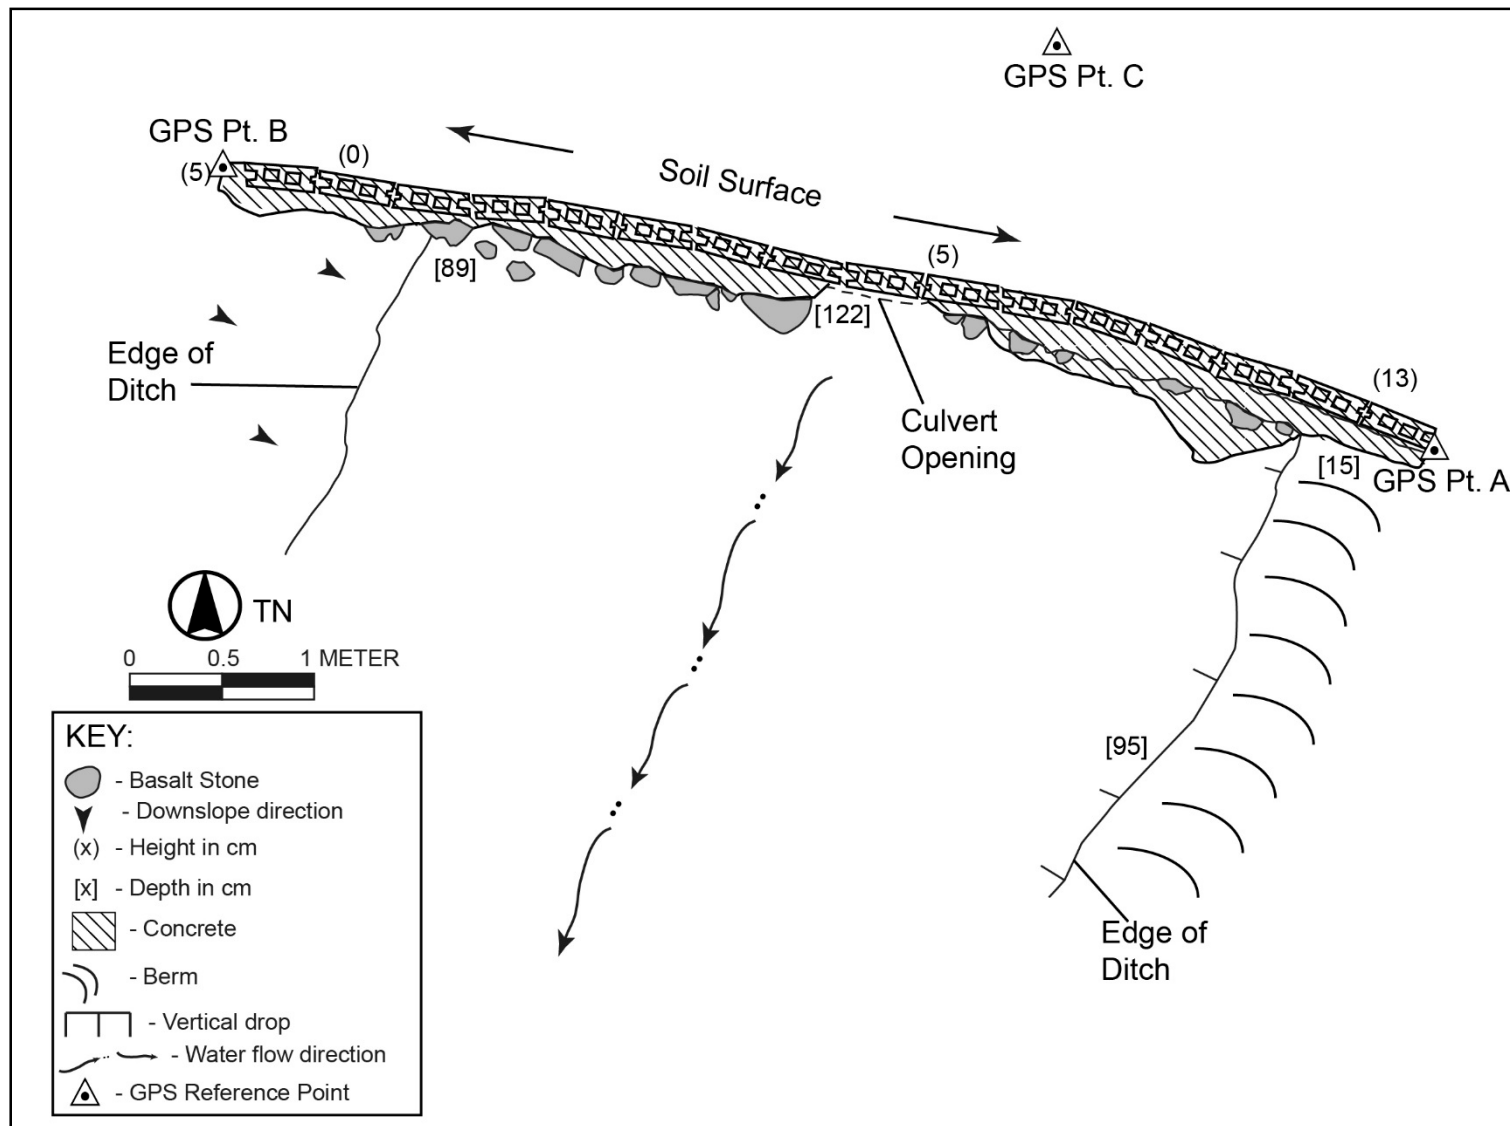 GPS Pt. C
GPS Pt. B
(5)
(0)
Soil Surface
(5)
[89]
[122]
Edge of
Ditch
Culvert
Opening
(13)
[15]
GPS Pt. A
TN
0 0.5 1 METER
[95]
Edge of
Ditch
KEY:
- Basalt Stone
- Downslope direction
(x) - Height in cm
[x] - Depth in cm
- Concrete
- Berm
- Vertical drop
- Water flow direction
- GPS Reference Point